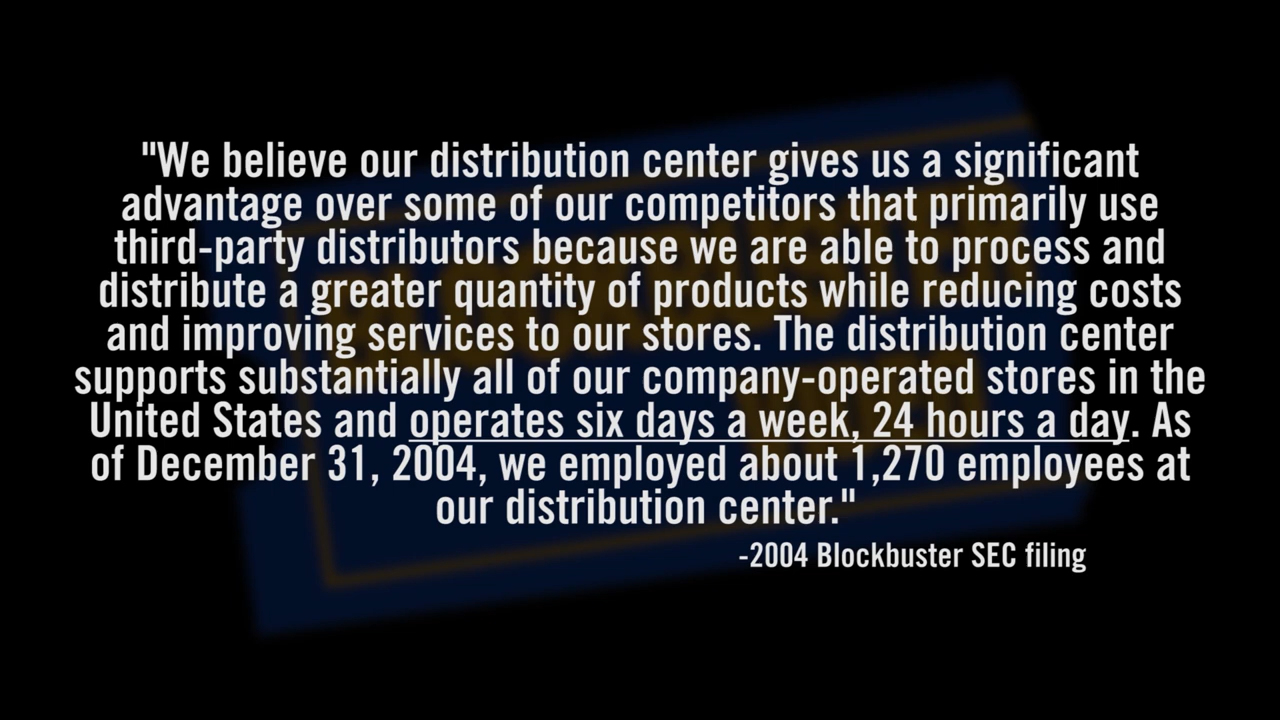 "We believe our distribution center gives us a significant
advantage over some of our competitors that primarily use
third-party distributors because we are able to process and
distribute a greater quantity of products while reducing costs
and improving services to our stores. The distribution center
supports substantially all of our company-operated stores in the
United States and operates six days a week, 24 hours a day. As
of December 31, 2004, we employed about 1,270 employees at
our distribution center."
-2004 Blockbuster SEC filing